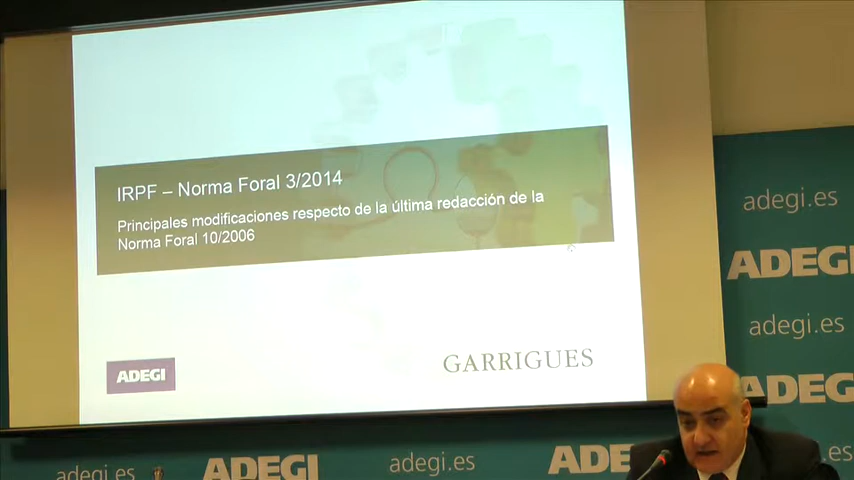 IRPF – Norma Foral 3/2014
Principales modificaciones respecto de la última redacción de la
Norma Foral 10/2006
ADEGI
GARRIGUES
adegi.es
ADEGI
adegi.es
ADEGI
.es
adegi.es
ADEGI
adegi.es
ADEGI